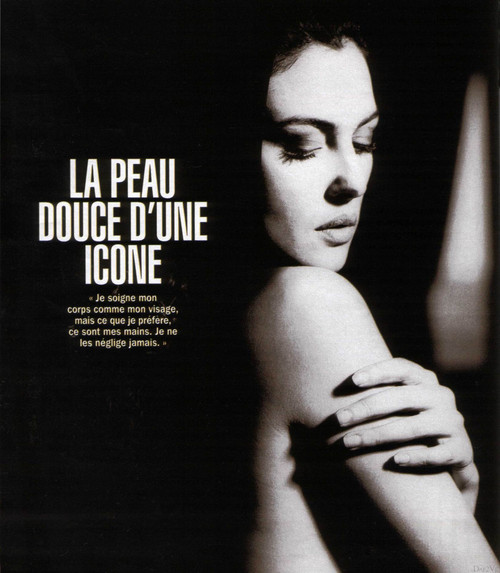 LA PEAU
DOUCE D'UNE
ICONE
« Je soigne mon
corps comme mon visage,
mais ce que je préfère,
ce sont mes mains. Je ne
les néglige jamais. »